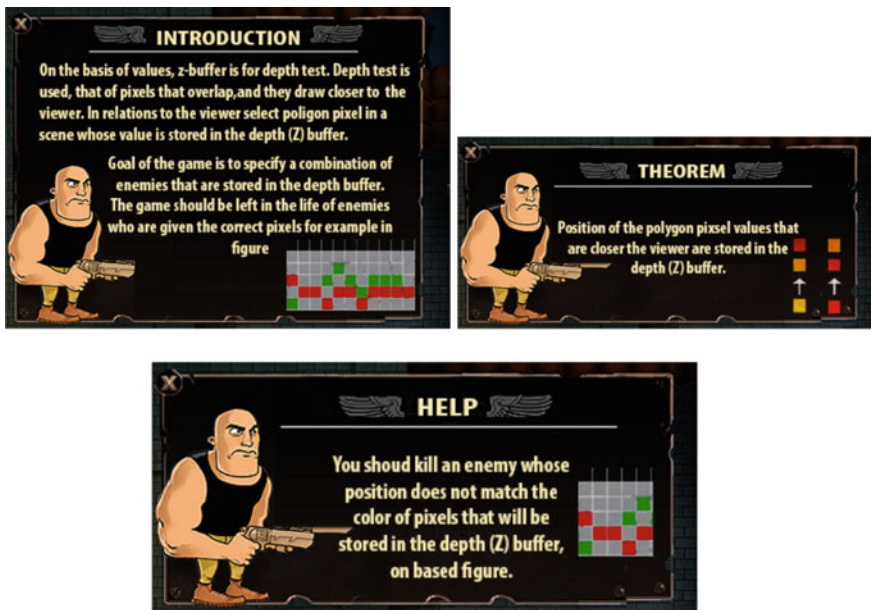 X
INTRODUCTION
On the basis of values, z-buffer is for depth test. Depth test is
used, that of pixels that overlap,and they draw closer to the
viewer. In relations to the viewer select poligon pixel in a
scene whose value is stored in the depth (Z) buffer.
Goal of the game is to specify a combination of
enemies that are stored in the depth buffer.
The game should be left in the life of enemies
who are given the correct pixels for example in
figure
X
THEOREM
Position of the polygon pixsel values that
are closer the viewer are stored in the
depth (Z) buffer.
X
HELP
You shoud kill an enemy whose
position does not match the
color of pixels that will be
stored in the depth (Z) buffer,
on based figure.